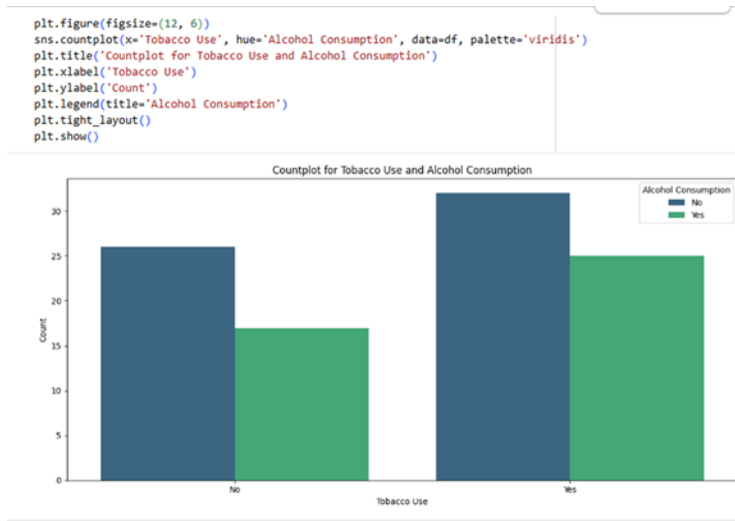 plt.figure(figsize=(12, 6))
sns.countplot(x='Tobacco Use', hue='Alcohol Consumption', data=df, palette='viridis')
plt.title('Countplot for Tobacco Use and Alcohol Consumption')
plt.xlabel('Tobacco Use')
plt.ylabel('Count')
plt.legend(title='Alcohol Consumption')
plt.tight_layout()
plt.show()
Countplot for Tobacco Use and Alcohol Consumption
Alcohol Consumption
No
Yes
30
25
20
15
10
5
0
Count
No
Yes
Tobacco Use